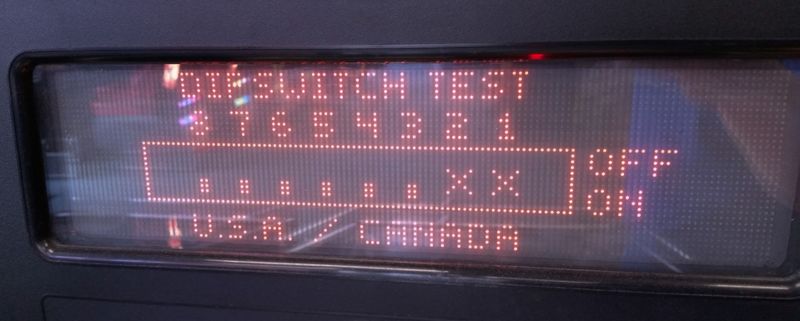 DIPSWITCH TEST
8 7 6 5 4 3 2 1
OFF
. . . . . . X X
ON
U.S.A. / CANADA